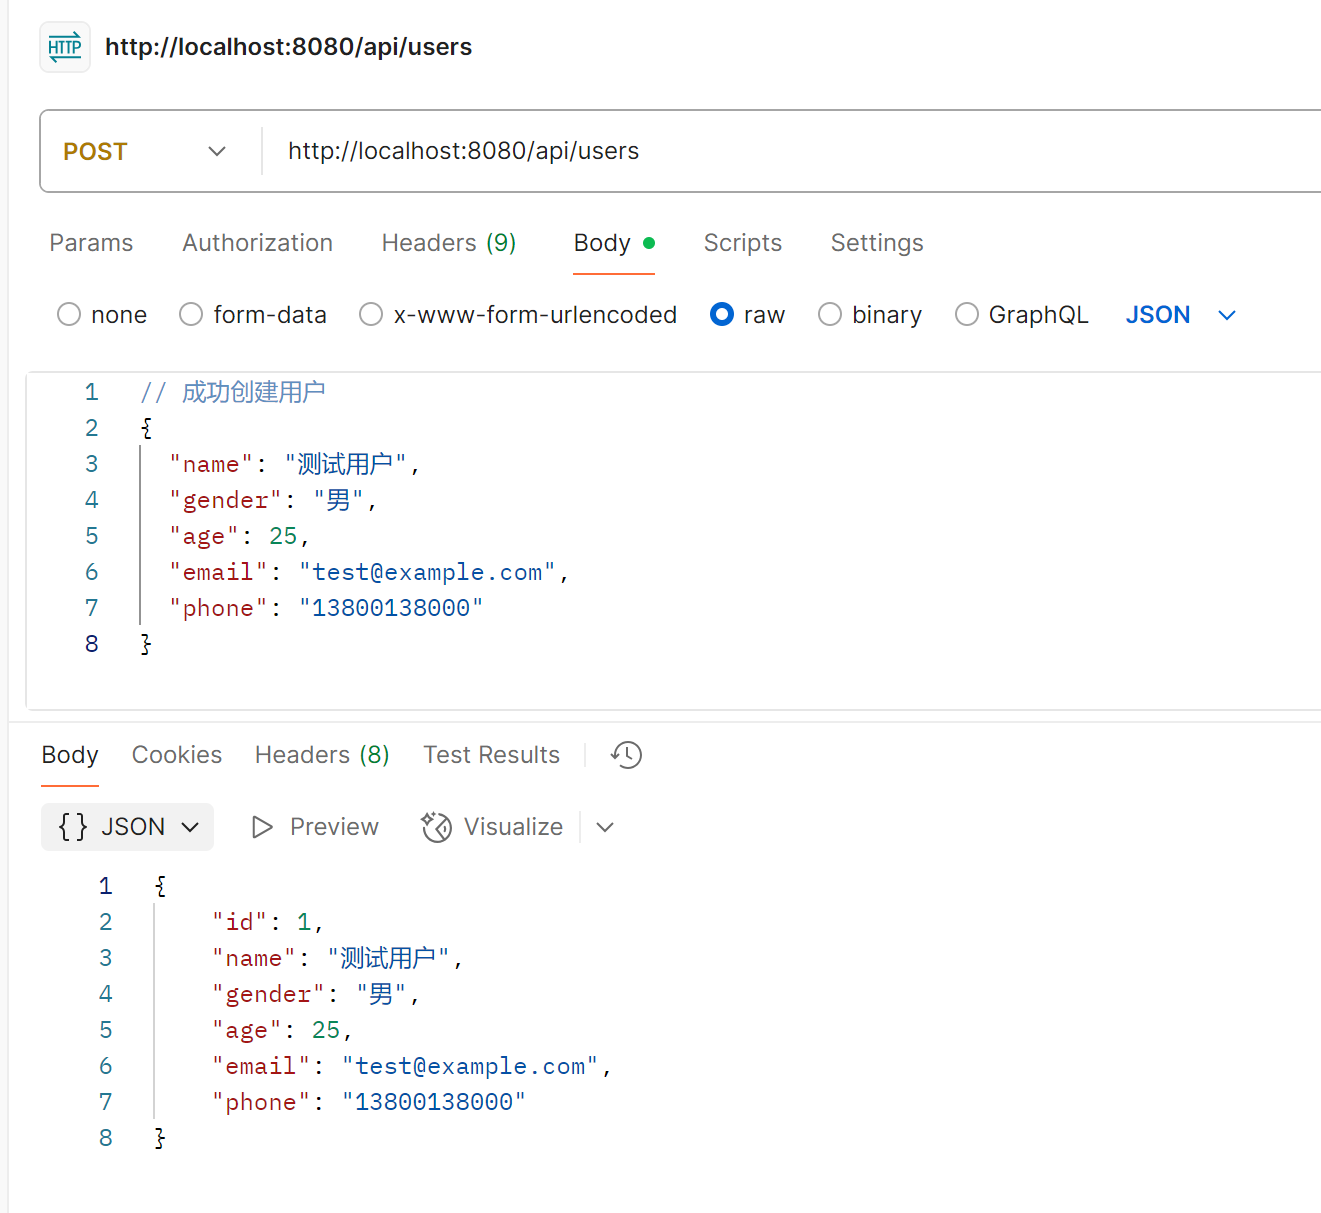 HTTP http://localhost:8080/api/users
POST http://localhost:8080/api/users
Params Authorization Headers (9) Body Scripts Settings
none form-data x-www-form-urlencoded raw binary GraphQL JSON
1 // 成功创建用户
2 {
3 "name": "测试用户",
4 "gender": "男",
5 "age": 25,
6 "email": "test@example.com",
7 "phone": "13800138000"
8 }
Body Cookies Headers (8) Test Results
{} JSON Preview Visualize
1 {
2 "id": 1,
3 "name": "测试用户",
4 "gender": "男",
5 "age": 25,
6 "email": "test@example.com",
7 "phone": "13800138000"
8 }